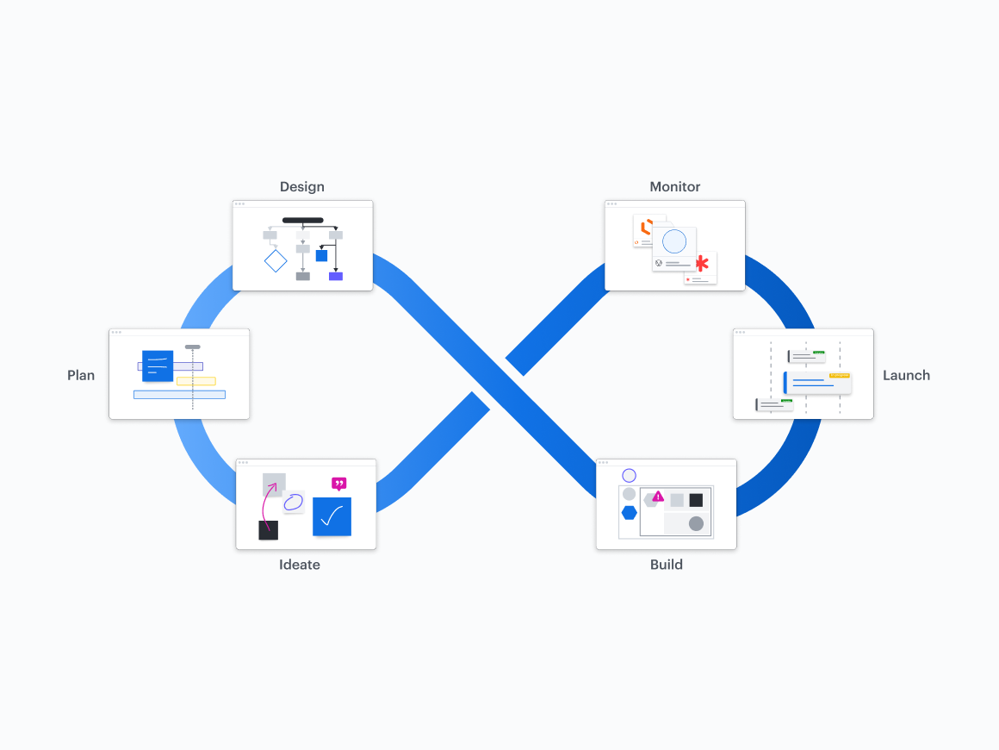 Design
Monitor
Plan
Launch
Ideate
Build